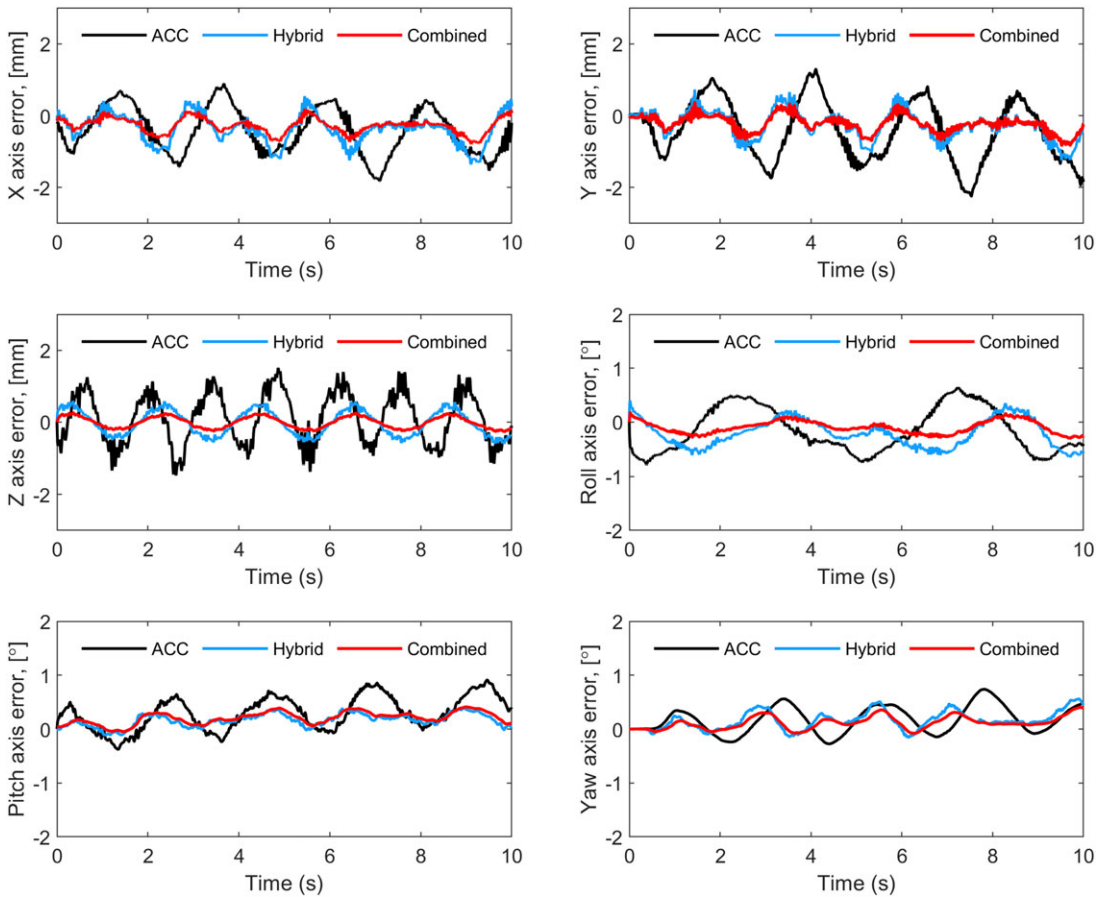 ACC Hybrid Combined
X axis error, [mm]
2
0
-2
0 2 4 6 8 10
Time (s)
ACC Hybrid Combined
Y axis error, [mm]
2
0
-2
0 2 4 6 8 10
Time (s)
ACC Hybrid Combined
Z axis error, [mm]
2
0
-2
0 2 4 6 8 10
Time (s)
ACC Hybrid Combined
Roll axis error, [°]
2
1
0
-1
-2
0 2 4 6 8 10
Time (s)
ACC Hybrid Combined
Pitch axis error, [°]
2
1
0
-1
-2
0 2 4 6 8 10
Time (s)
ACC Hybrid Combined
Yaw axis error, [°]
2
1
0
-1
-2
0 2 4 6 8 10
Time (s)